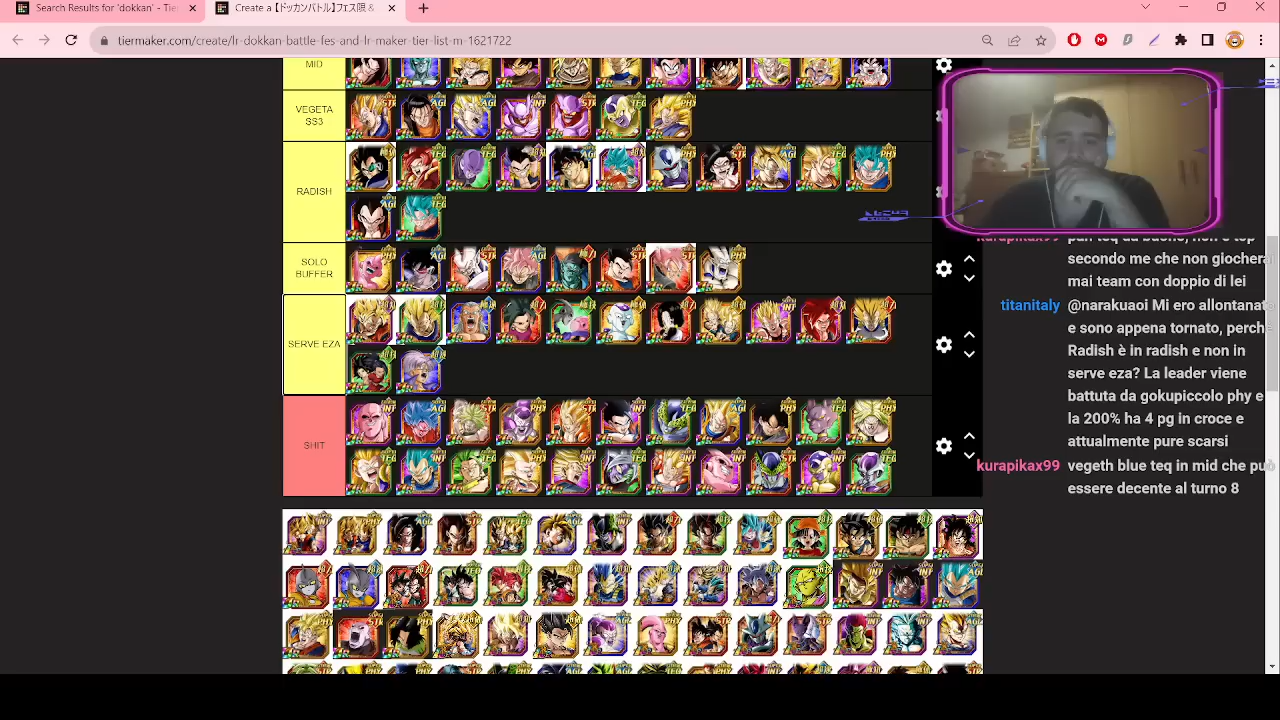 Search Results for 'dokkan' - Tier
Create a 【ドッカンバトル】フェス限 &
tiermaker.com/create/lr-dokkan-battle-fes-and-lr-maker-tier-list-m-1621722
MID
VEGETA
SS3
RADISH
SOLO
BUFFER
SERVE EZA
SHIT
secondo me che non giocherai
mai team con doppio di lei
titanitaly @narakuaoi Mi ero allontanato
e sono appena tornato, perchè
Radish è in radish e non in
serve eza? La leader viene
battuta da gokupiccolo phy e
la 200% ha 4 pg in croce e
attualmente pure scarsi
kurapikax99 vegeth blue teq in mid che può
essere decente al turno 8